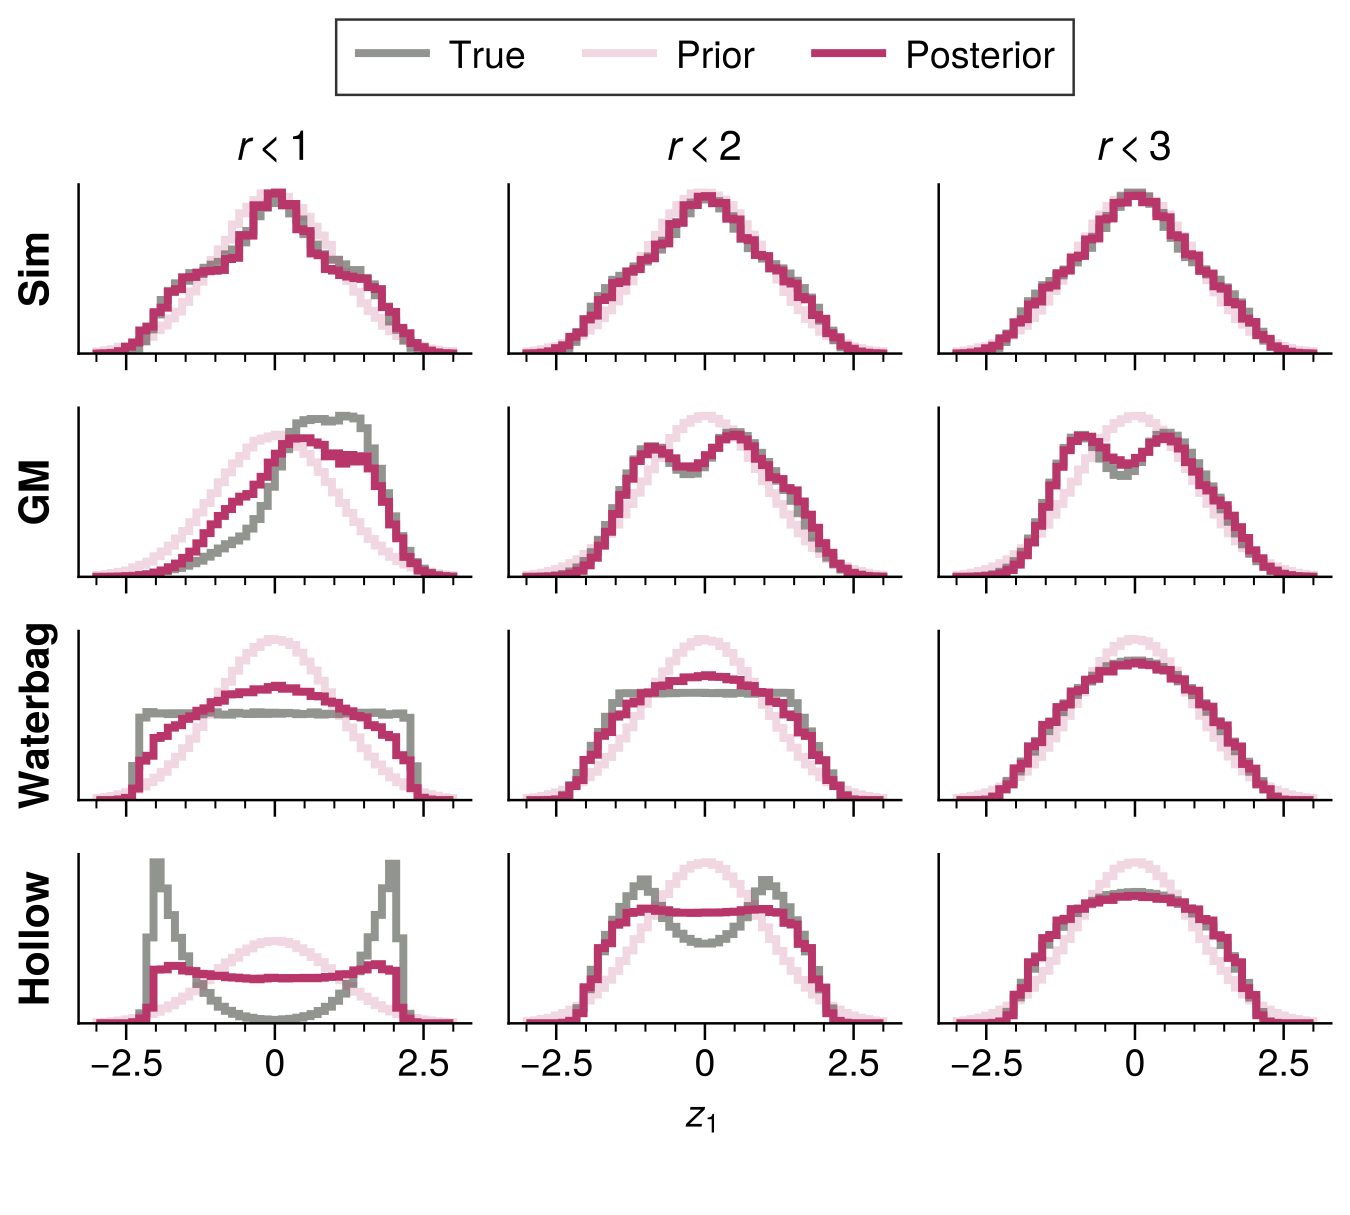 True Prior Posterior
r < 1 r < 2 r < 3
Sim
GM
Waterbag
Hollow
−2.5 0 2.5 −2.5 0 2.5 −2.5 0 2.5
z₁